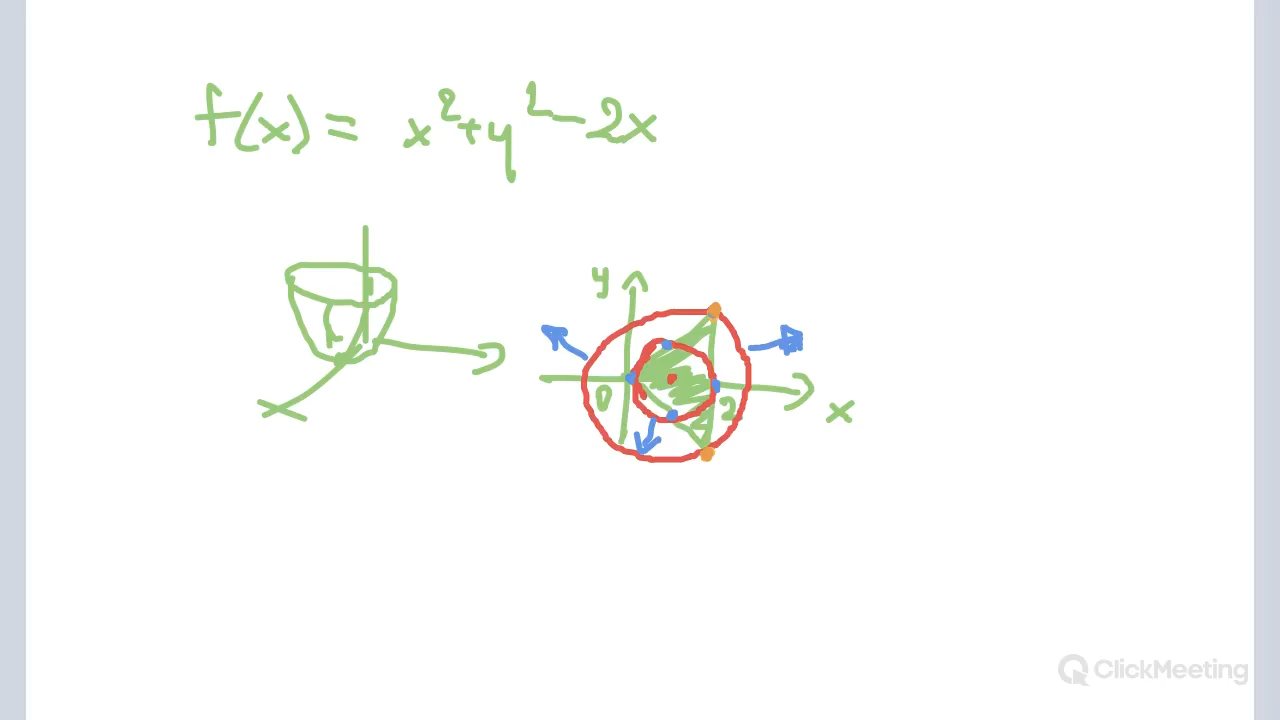 f(x) = x²+y²-2x
y
0
2
x
ClickMeeting